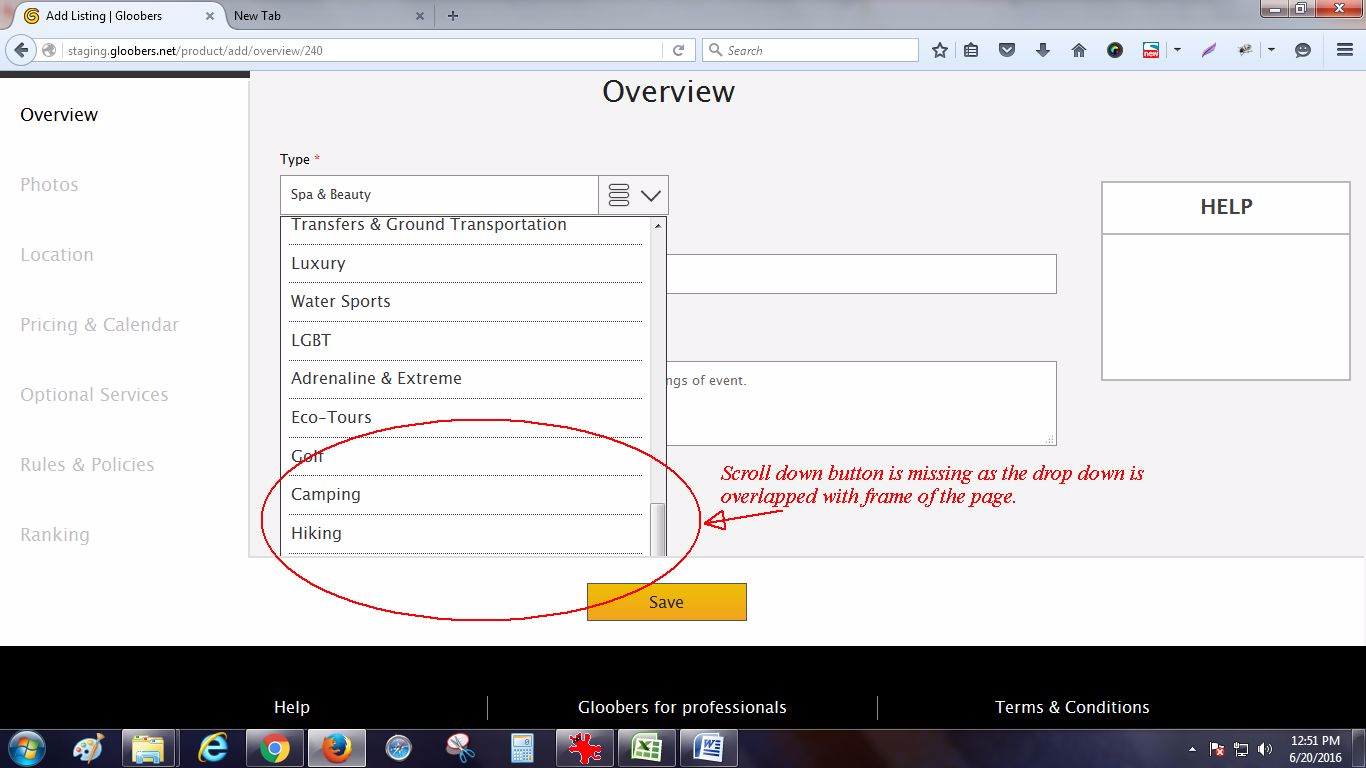 Add Listing | Gloobers
New Tab
staging.gloobers.net/product/add/overview/240
Search
new
Overview
Photos
Location
Pricing & Calendar
Optional Services
Rules & Policies
Ranking
Overview
Type *
Spa & Beauty
Transfers & Ground Transportation
Luxury
Water Sports
LGBT
Adrenaline & Extreme
Eco-Tours
Golf
Camping
Hiking
ngs of event.
HELP
Scroll down button is missing as the drop down is
overlapped with frame of the page.
Save
Help
Gloobers for professionals
Terms & Conditions
12:51 PM
6/20/2016